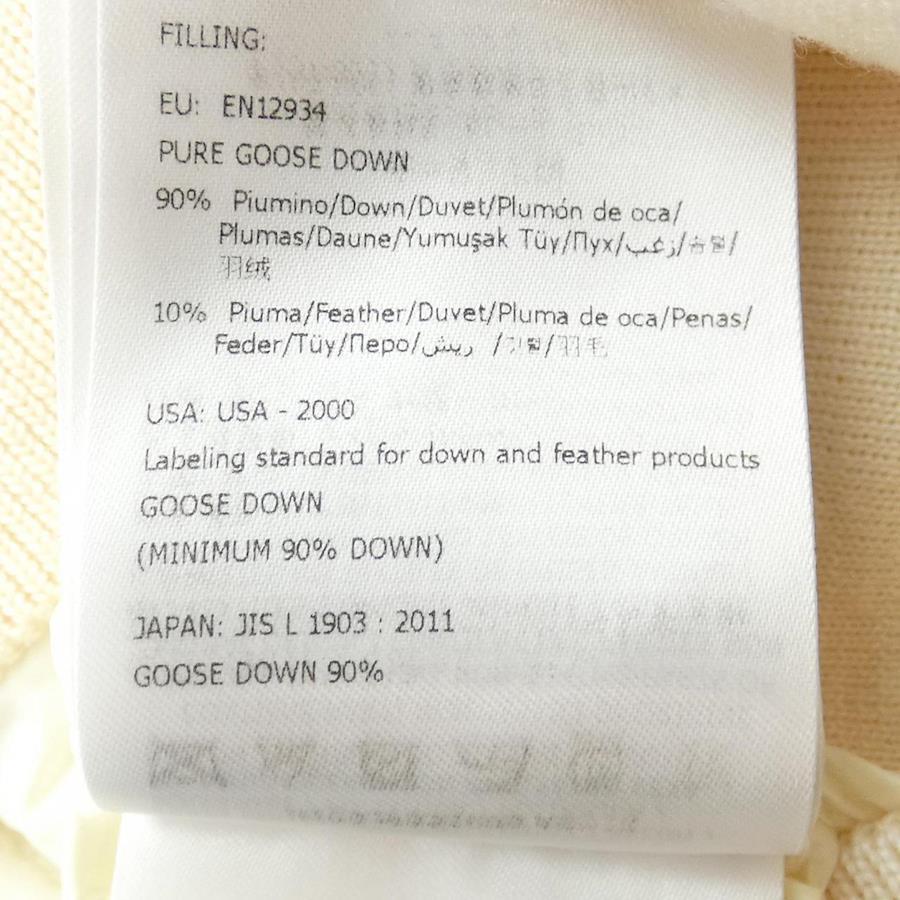 FILLING:
EU: EN12934
PURE GOOSE DOWN
90% Piumino/Down/Duvet/Plumón de oca/
Plumas/Daune/Yumuşak Tüy/Пух/زغب/솜털/
羽绒
10% Piuma/Feather/Duvet/Pluma de oca/Penas/
Feder/Tüy/Перо/ريش /깃털/羽毛
USA: USA - 2000
Labeling standard for down and feather products
GOOSE DOWN
(MINIMUM 90% DOWN)
JAPAN: JIS L 1903 : 2011
GOOSE DOWN 90%